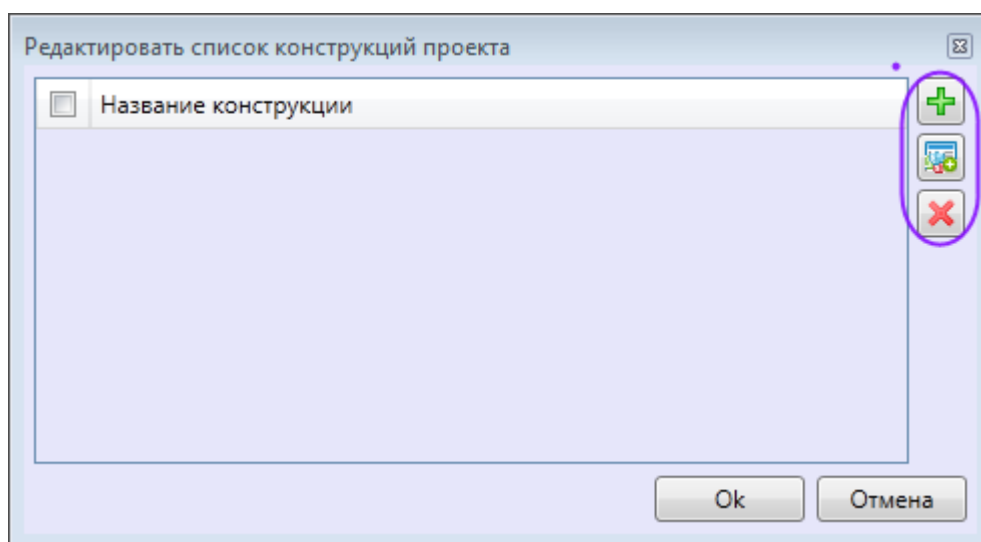 Редактировать список конструкций проекта
Название конструкции
Ok
Отмена